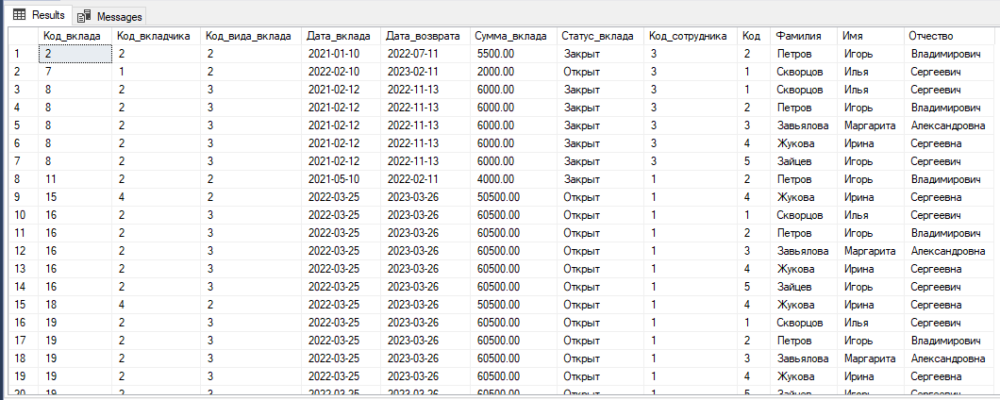 Results Messages
Код_вклада Код_вкладчика Код_вида_вклада Дата_вклада Дата_возврата Сумма_вклада Статус_вклада Код_сотрудника Код Фамилия Имя Отчество
1 2 2 2 2021-01-10 2022-07-11 5500.00 Закрыт 3 2 Петров Игорь Владимирович
2 7 1 2 2022-02-10 2023-02-11 2000.00 Открыт 3 1 Скворцов Илья Сергеевич
3 8 2 3 2021-02-12 2022-11-13 6000.00 Закрыт 3 1 Скворцов Илья Сергеевич
4 8 2 3 2021-02-12 2022-11-13 6000.00 Закрыт 3 2 Петров Игорь Владимирович
5 8 2 3 2021-02-12 2022-11-13 6000.00 Закрыт 3 3 Завьялова Маргарита Александровна
6 8 2 3 2021-02-12 2022-11-13 6000.00 Закрыт 3 4 Жукова Ирина Сергеевна
7 8 2 3 2021-02-12 2022-11-13 6000.00 Закрыт 3 5 Зайцев Игорь Сергеевич
8 11 2 2 2021-05-10 2022-02-11 4000.00 Закрыт 1 2 Петров Игорь Владимирович
9 15 4 2 2022-03-25 2023-03-26 50500.00 Открыт 1 4 Жукова Ирина Сергеевна
10 16 2 3 2022-03-25 2023-03-26 60500.00 Открыт 1 1 Скворцов Илья Сергеевич
11 16 2 3 2022-03-25 2023-03-26 60500.00 Открыт 1 2 Петров Игорь Владимирович
12 16 2 3 2022-03-25 2023-03-26 60500.00 Открыт 1 3 Завьялова Маргарита Александровна
13 16 2 3 2022-03-25 2023-03-26 60500.00 Открыт 1 4 Жукова Ирина Сергеевна
14 16 2 3 2022-03-25 2023-03-26 60500.00 Открыт 1 5 Зайцев Игорь Сергеевич
15 18 4 2 2022-03-25 2023-03-26 50500.00 Открыт 1 4 Жукова Ирина Сергеевна
16 19 2 3 2022-03-25 2023-03-26 60500.00 Открыт 1 1 Скворцов Илья Сергеевич
17 19 2 3 2022-03-25 2023-03-26 60500.00 Открыт 1 2 Петров Игорь Владимирович
18 19 2 3 2022-03-25 2023-03-26 60500.00 Открыт 1 3 Завьялова Маргарита Александровна
19 19 2 3 2022-03-25 2023-03-26 60500.00 Открыт 1 4 Жукова Ирина Сергеевна
20 19 2 3 2022-03-25 2023-03-26 60500.00 Открыт 1 5 Зайцев Игорь Сергеевич